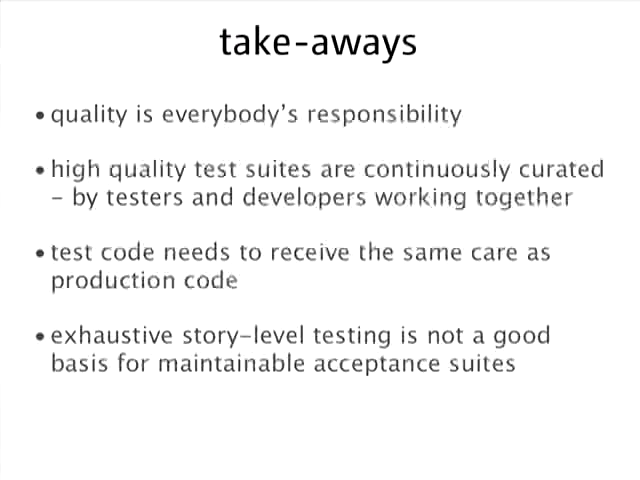 take-aways
• quality is everybody's responsibility
• high quality test suites are continuously curated
– by testers and developers working together
• test code needs to receive the same care as
production code
• exhaustive story-level testing is not a good
basis for maintainable acceptance suites